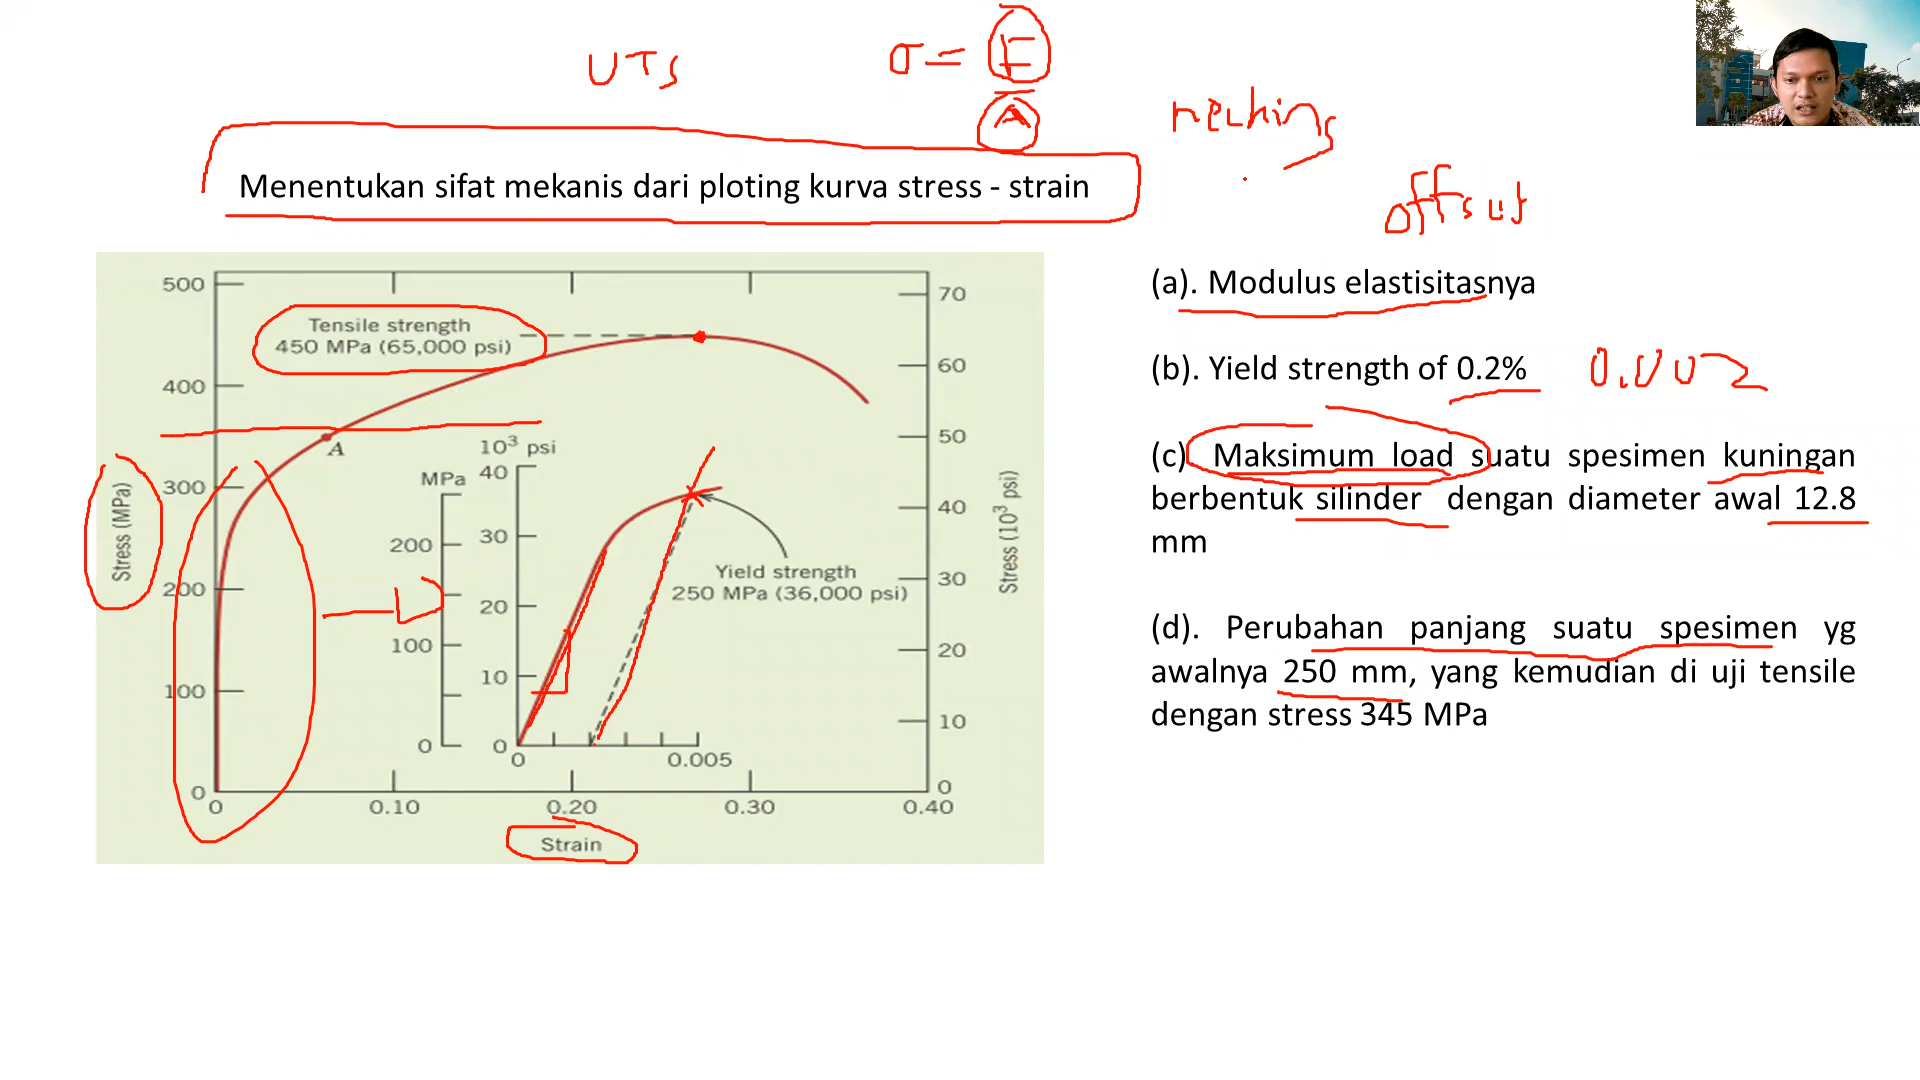 UTS
σ = F
A
necking
offset
Menentukan sifat mekanis dari ploting kurva stress - strain
500
400
300
200
100
0
Stress (MPa)
Tensile strength
450 MPa (65,000 psi)
A
70
60
50
40
30
20
10
0
Stress (10³ psi)
10³ psi
MPa
40
30
20
10
0
200
100
0
0
0.005
Yield strength
250 MPa (36,000 psi)
0
0.10
0.20
0.30
0.40
Strain
(a). Modulus elastisitasnya
(b). Yield strength of 0.2%
0.002
(c) Maksimum load suatu spesimen kuningan
berbentuk silinder dengan diameter awal 12.8
mm
(d). Perubahan panjang suatu spesimen yg
awalnya 250 mm, yang kemudian di uji tensile
dengan stress 345 MPa